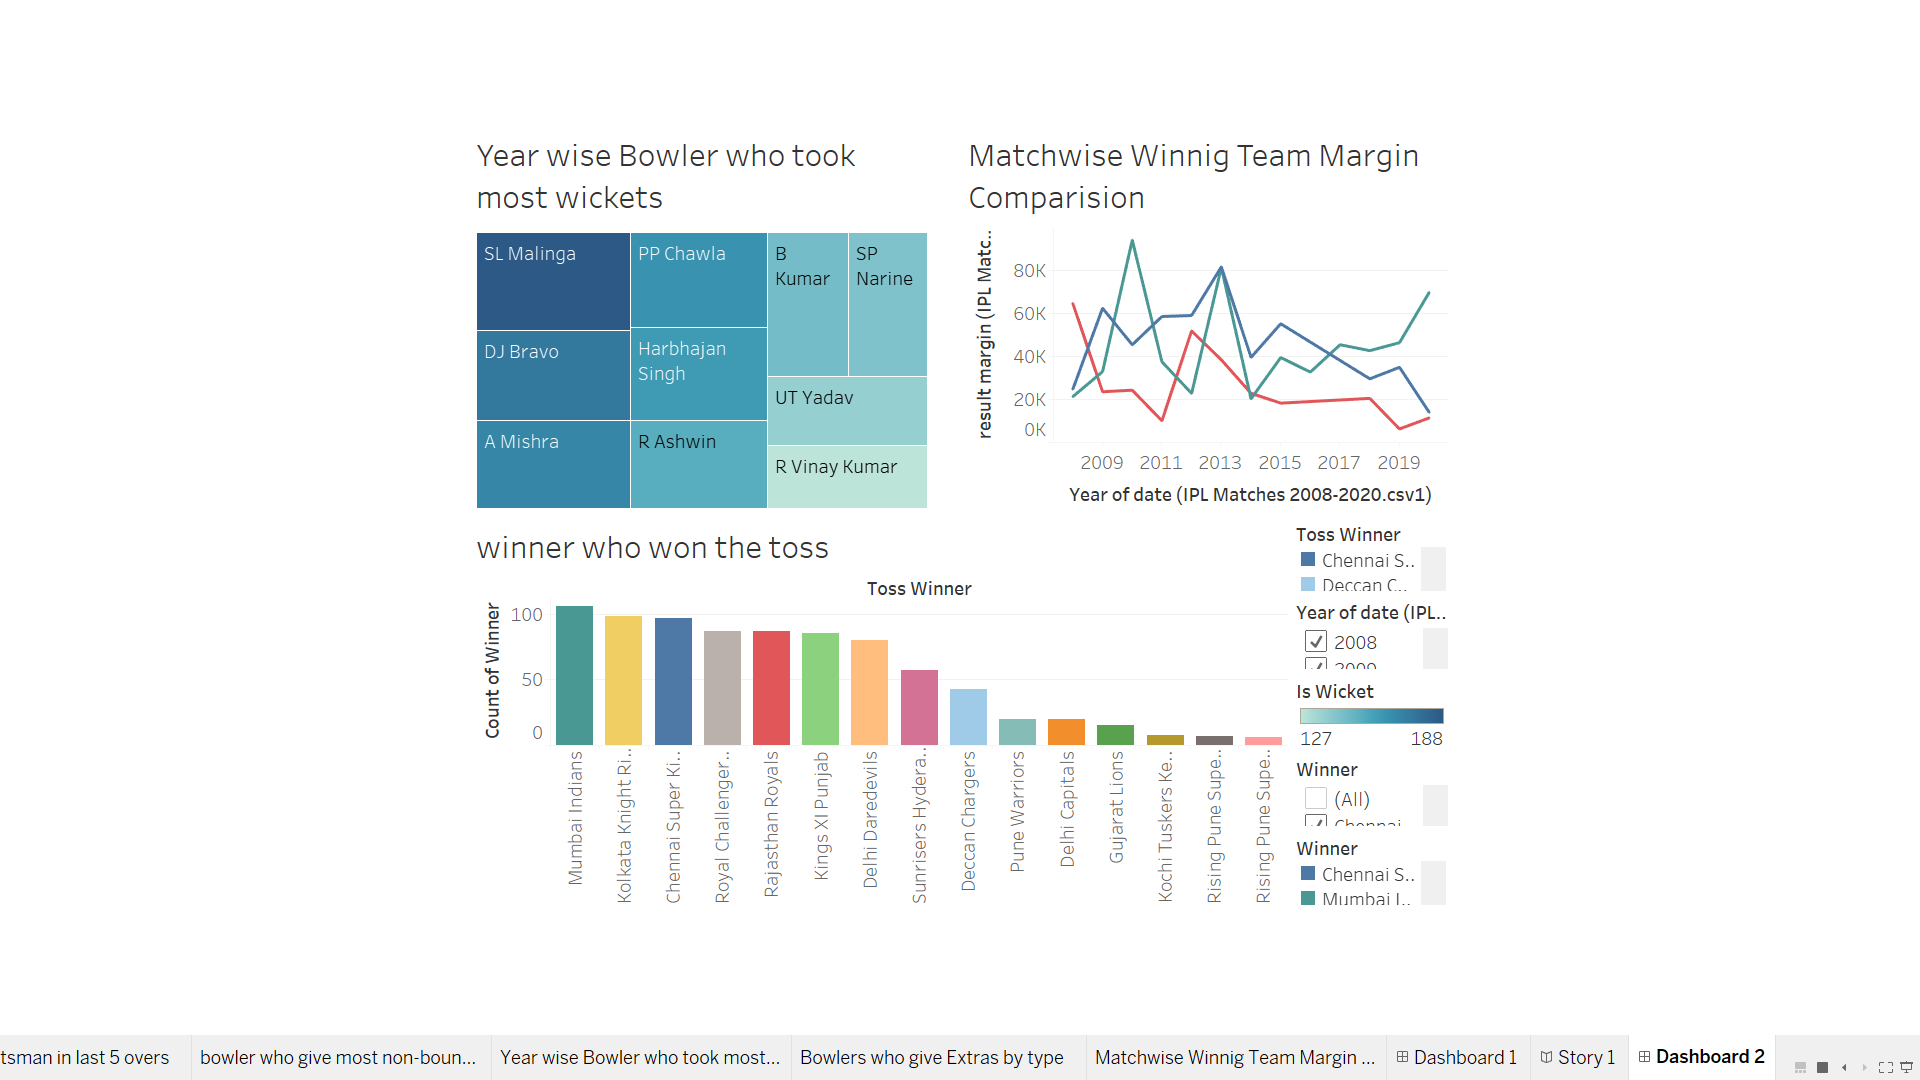 Year wise Bowler who took
most wickets
SL Malinga
DJ Bravo
A Mishra
PP Chawla
Harbhajan
Singh
R Ashwin
B
Kumar
SP
Narine
UT Yadav
R Vinay Kumar
Matchwise Winnig Team Margin
Comparision
result margin (IPL Matc..
80K
60K
40K
20K
0K
2009 2011 2013 2015 2017 2019
Year of date (IPL Matches 2008-2020.csv1)
winner who won the toss
Toss Winner
Count of Winner
100
50
0
Mumbai Indians
Kolkata Knight Ri..
Chennai Super Ki..
Royal Challenger..
Rajasthan Royals
Kings XI Punjab
Delhi Daredevils
Sunrisers Hydera..
Deccan Chargers
Pune Warriors
Delhi Capitals
Gujarat Lions
Kochi Tuskers Ke..
Rising Pune Supe..
Rising Pune Supe..
Toss Winner
Chennai S..
Deccan C..
Year of date (IPL..
2008
2009
Is Wicket
127 188
Winner
(All)
Chennai
Winner
Chennai S..
Mumbai I..
tsman in last 5 overs
bowler who give most non-boun...
Year wise Bowler who took most...
Bowlers who give Extras by type
Matchwise Winnig Team Margin ...
Dashboard 1
Story 1
Dashboard 2